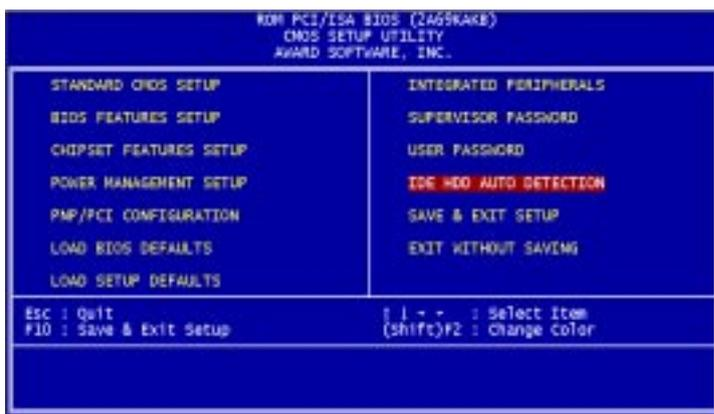 ROM PCI/ISA BIOS (2A69KAKB)
CMOS SETUP UTILITY
AWARD SOFTWARE, INC.
STANDARD CMOS SETUP
BIOS FEATURES SETUP
CHIPSET FEATURES SETUP
POWER MANAGEMENT SETUP
PNP/PCI CONFIGURATION
LOAD BIOS DEFAULTS
LOAD SETUP DEFAULTS
INTEGRATED PERIPHERALS
SUPERVISOR PASSWORD
USER PASSWORD
IDE HDD AUTO DETECTION
SAVE & EXIT SETUP
EXIT WITHOUT SAVING
Esc : Quit
F10 : Save & Exit Setup
: Select Item
(Shift)F2 : Change Color